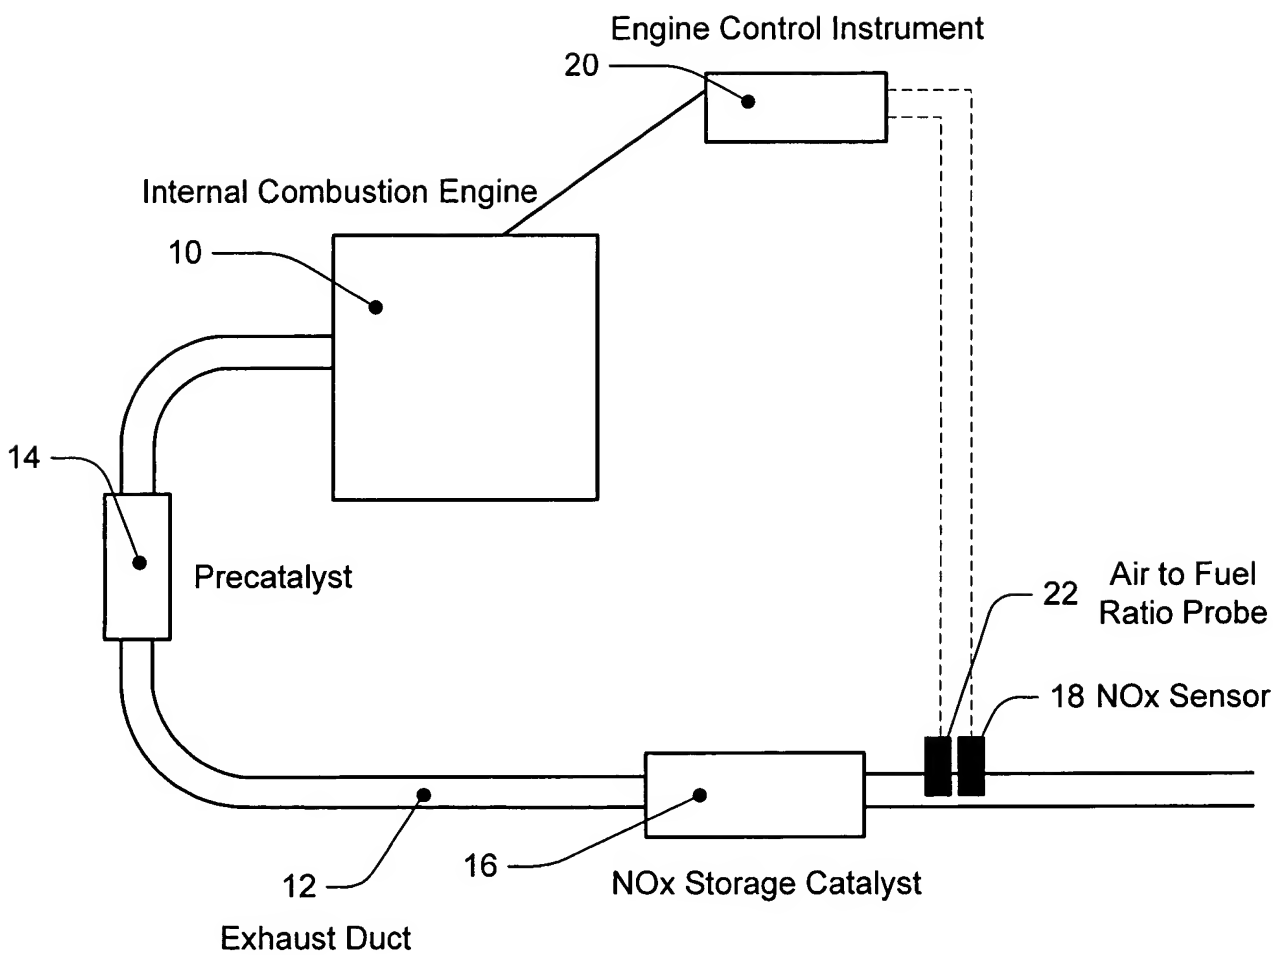 Engine Control Instrument
20
Internal Combustion Engine
10
14
Precatalyst
Air to Fuel
22
Ratio Probe
18 NOx Sensor
16
12
NOx Storage Catalyst
Exhaust Duct